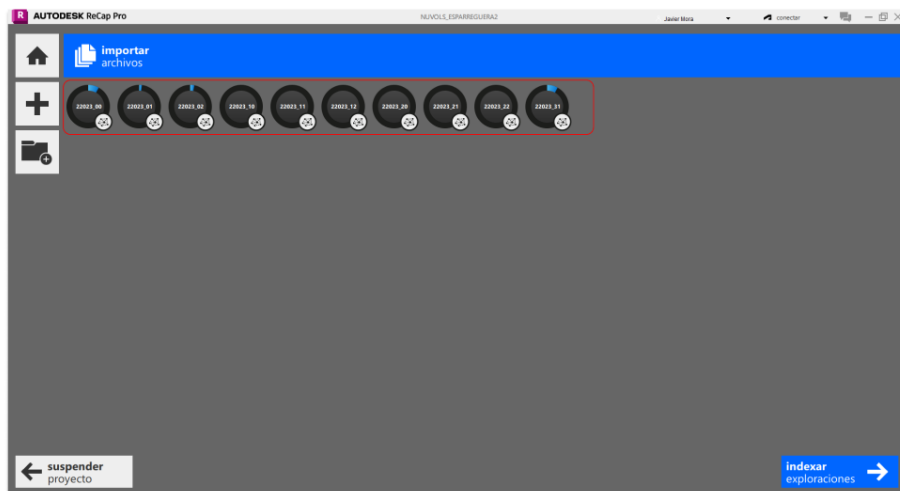 R AUTODESK ReCap Pro NUVOLS_ESPARREGUERA2 Javier Mora conectar
importar
archivos
22023_00 22023_01 22023_02 22023_10 22023_11 22023_12 22023_20 22023_21 22023_22 22023_31
suspender
proyecto
indexar
exploraciones